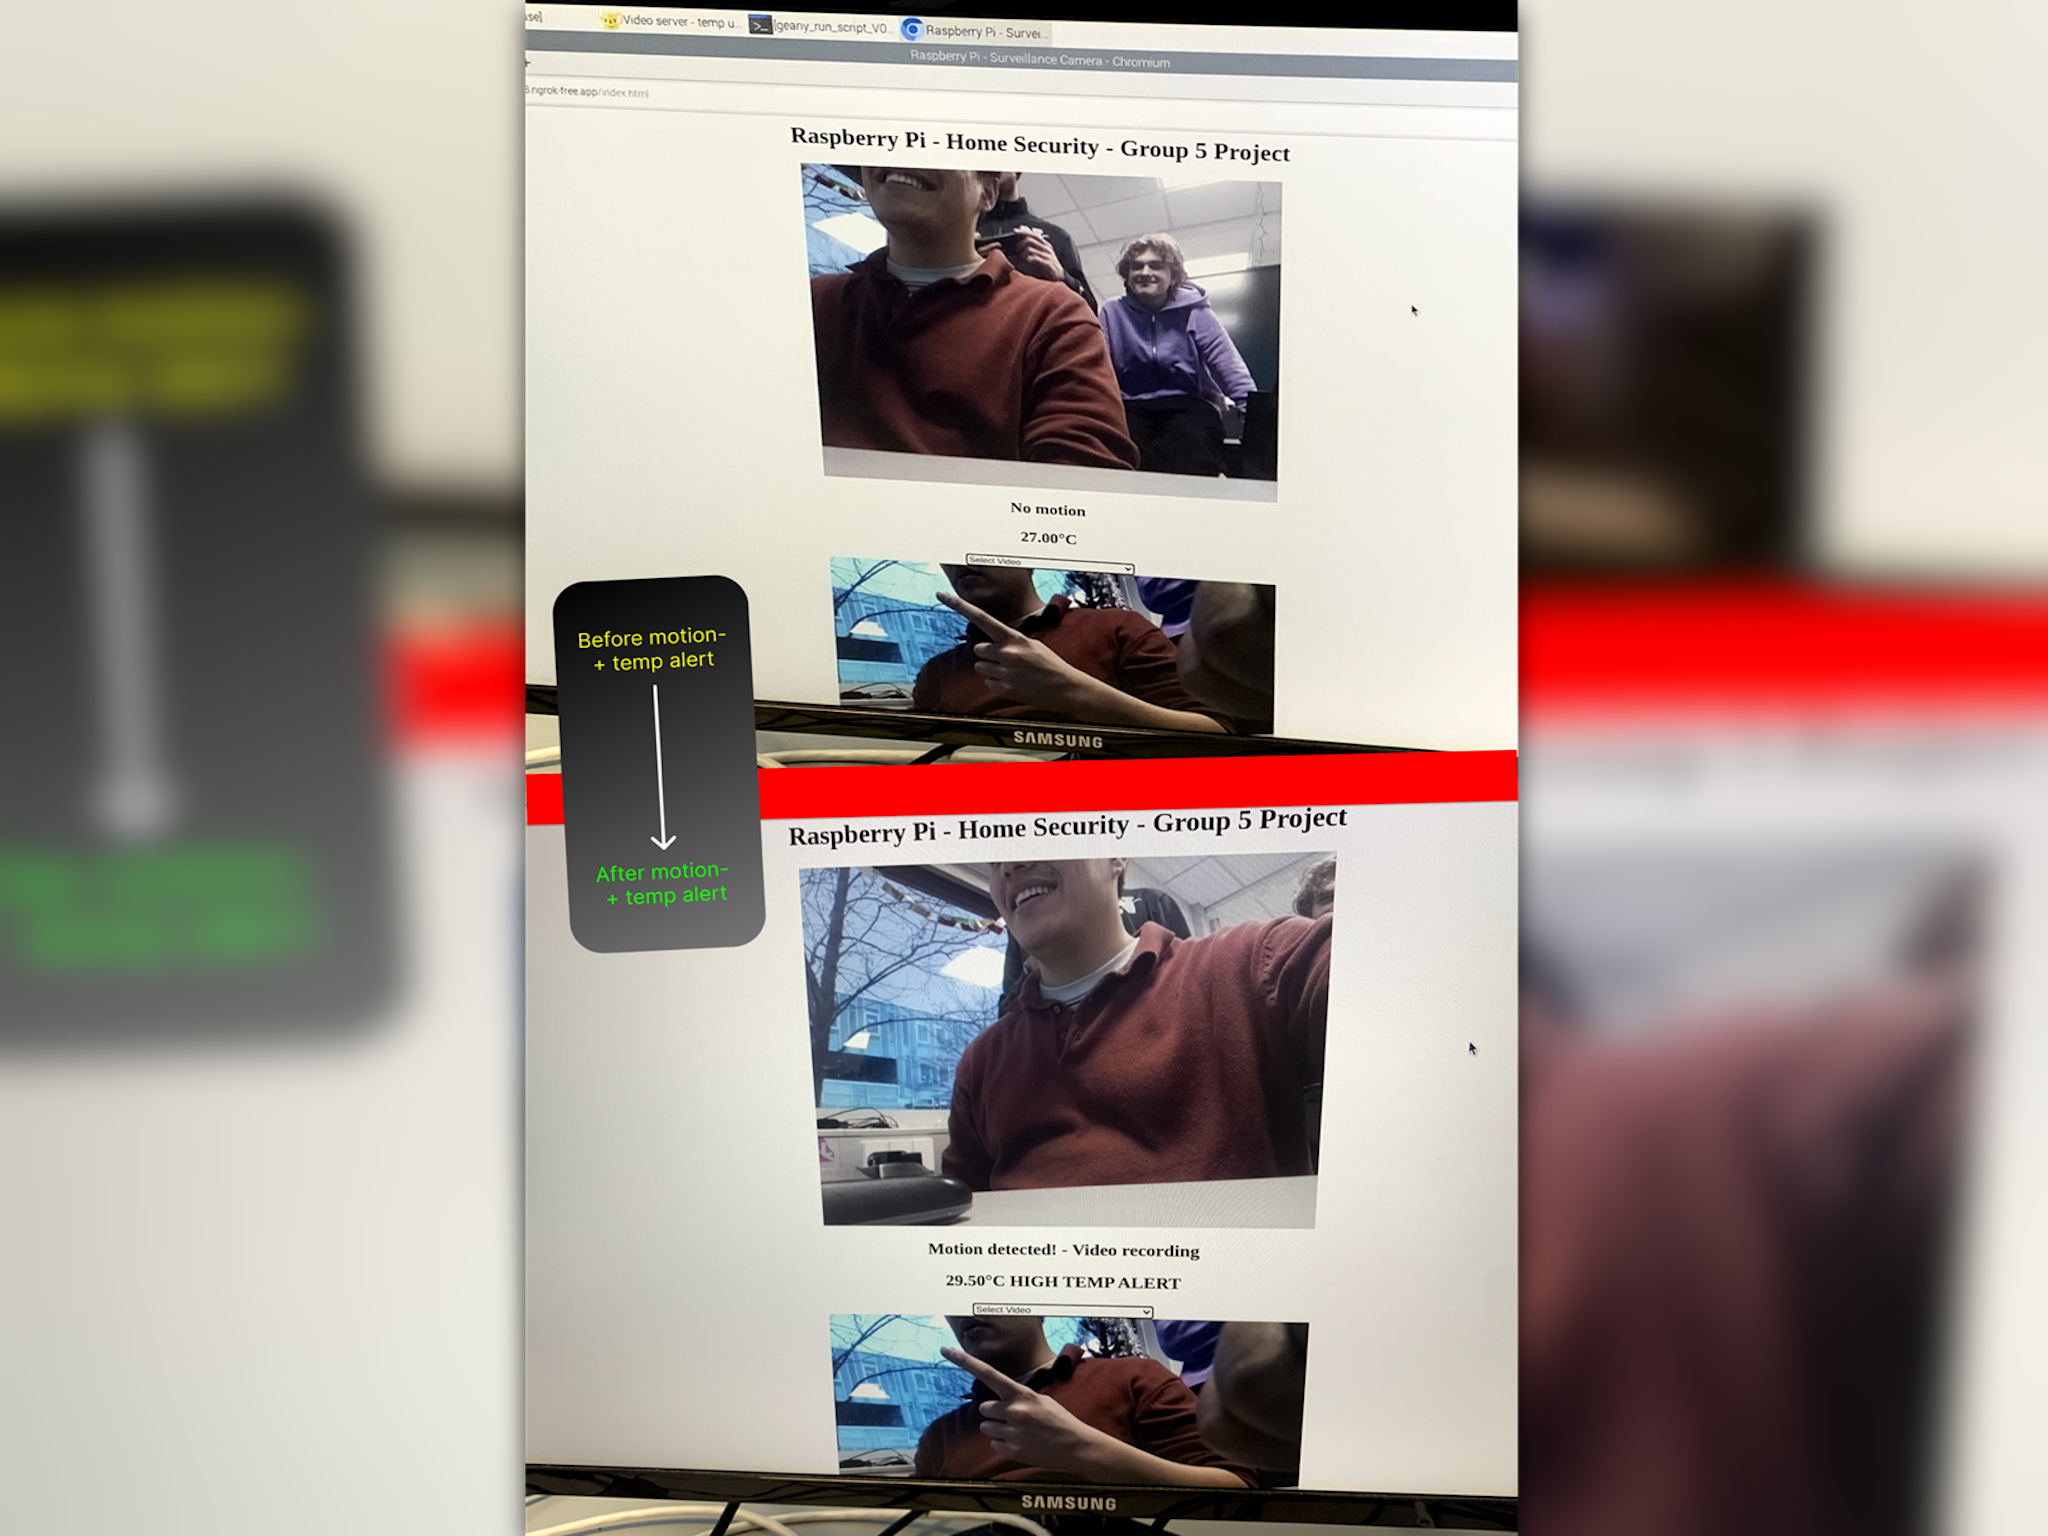 Video server - temp u...
[geany_run_script_V0...
Raspberry Pi - Survei...
Raspberry Pi - Surveillance Camera - Chromium
.ngrok-free.app/index.html
Raspberry Pi - Home Security - Group 5 Project
No motion
27.00°C
Select Video
SAMSUNG
Before motion-
+ temp alert
After motion-
+ temp alert
Raspberry Pi - Home Security - Group 5 Project
Motion detected! - Video recording
29.50°C HIGH TEMP ALERT
Select Video
SAMSUNG